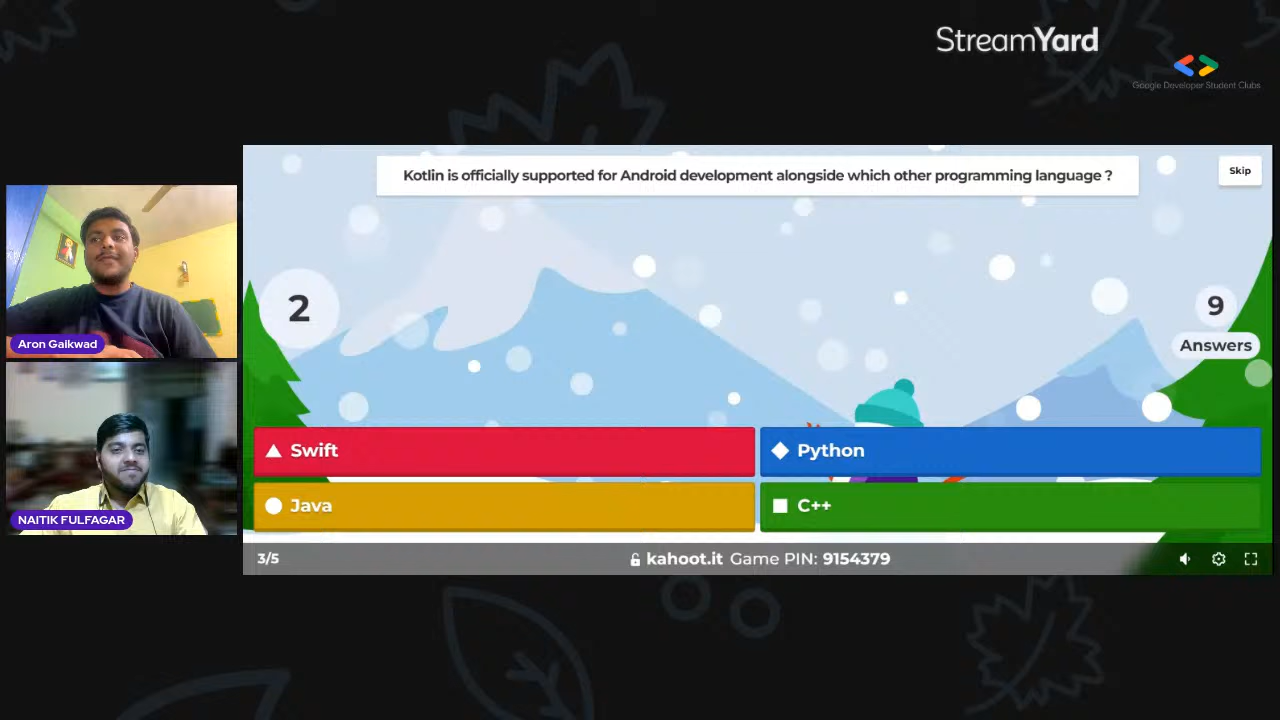 StreamYard
Google Developer Student Clubs
Kotlin is officially supported for Android development alongside which other programming language ?
Skip
2
9
Answers
Aron Gaikwad
NAITIK FULFAGAR
Swift
Python
Java
C++
3/5
kahoot.it Game PIN: 9154379